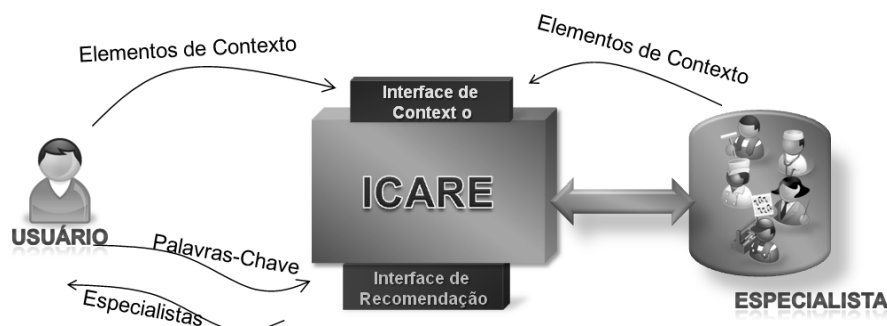 Elementos de Contexto
Elementos de Contexto
Interface de
Context o
ICARE
USUÁRIO
Palavras-Chave
Interface de
Recomendação
Especialistas
ESPECIALISTA